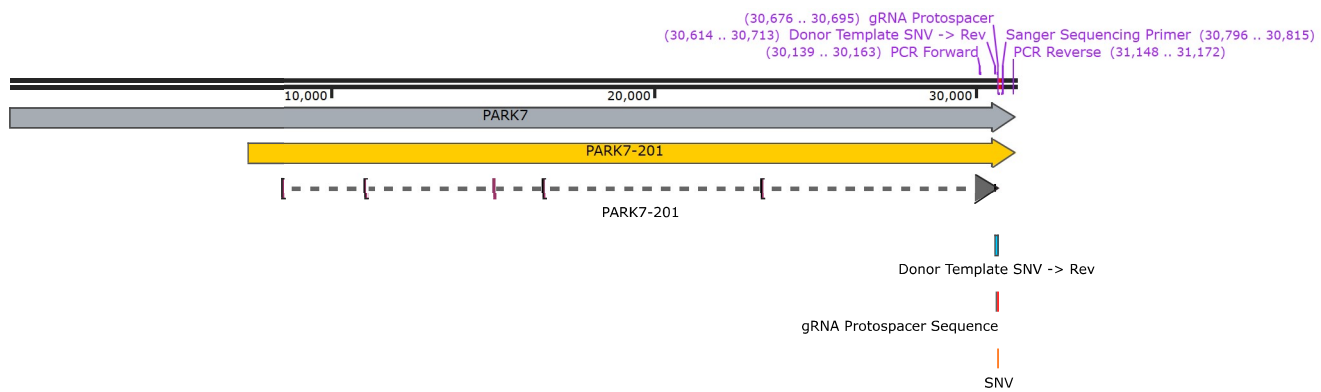 (30,676 .. 30,695) gRNA Protospacer
(30,614 .. 30,713) Donor Template SNV -> Rev Sanger Sequencing Primer (30,796 .. 30,815)
(30,139 .. 30,163) PCR Forward PCR Reverse (31,148 .. 31,172)
10,000 20,000 30,000
PARK7
PARK7-201
PARK7-201
Donor Template SNV -> Rev
gRNA Protospacer Sequence
SNV